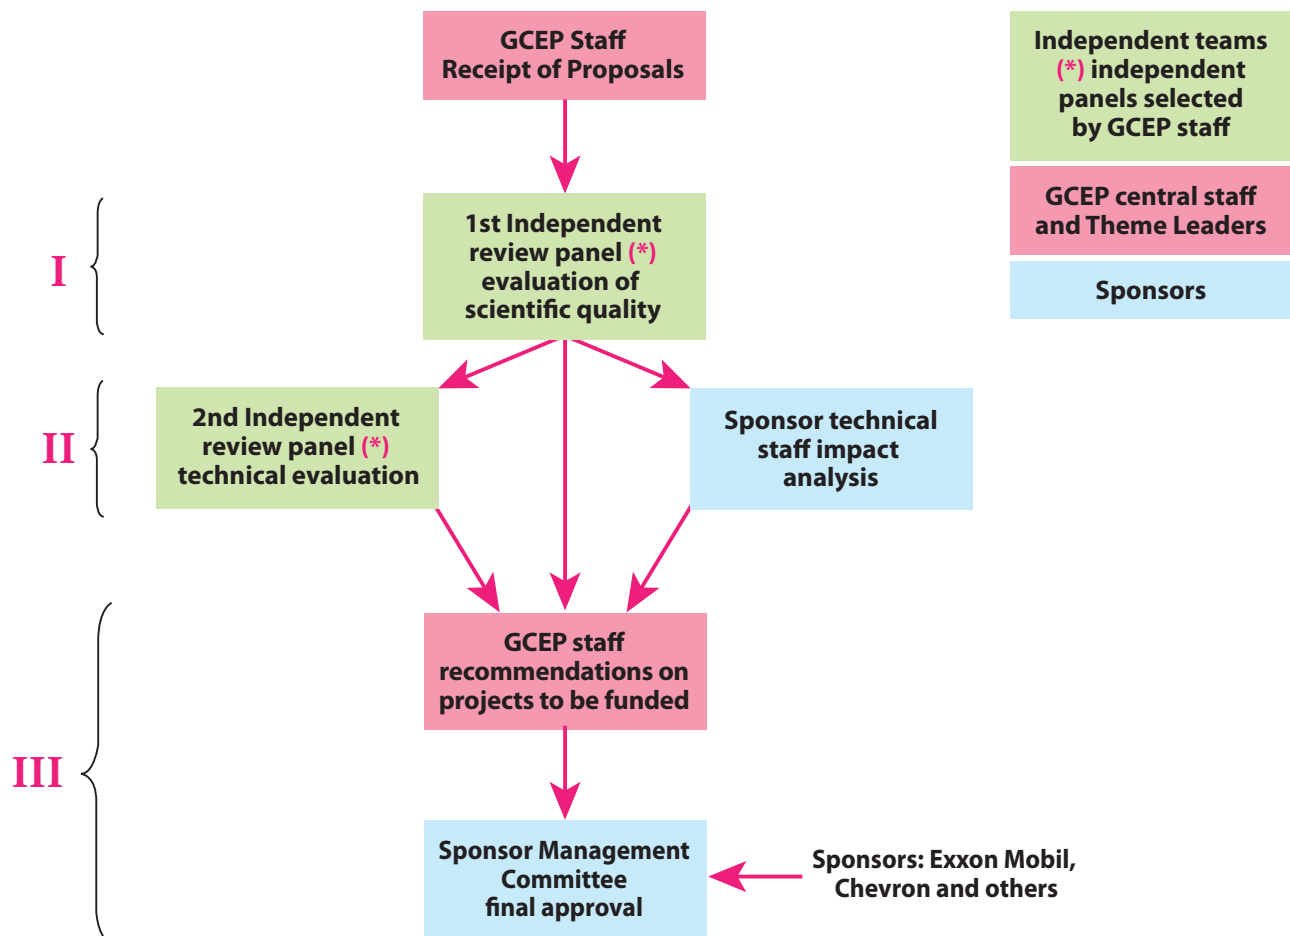 GCEP Staff
Receipt of Proposals
Independent teams
(*) independent
panels selected
by GCEP staff
GCEP central staff
and Theme Leaders
Sponsors
I
1st Independent
review panel (*)
evaluation of
scientific quality
II
2nd Independent
review panel (*)
technical evaluation
Sponsor technical
staff impact
analysis
III
GCEP staff
recommendations on
projects to be funded
Sponsor Management
Committee
final approval
Sponsors: Exxon Mobil,
Chevron and others